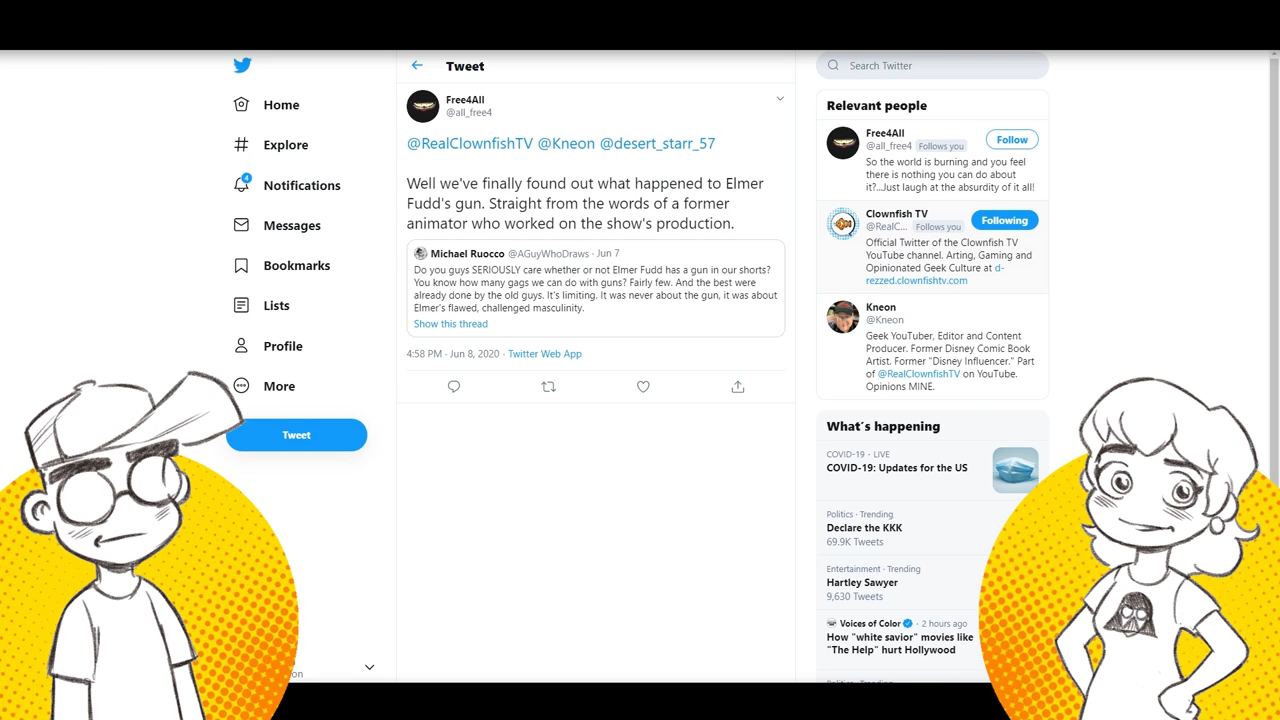 Home
Explore
4
Notifications
Messages
Bookmarks
Lists
Profile
More
Tweet
Tweet
Free4All
@all_free4
@RealClownfishTV @Kneon @desert_starr_57
Well we've finally found out what happened to Elmer
Fudd's gun. Straight from the words of a former
animator who worked on the show's production.
Michael Ruocco @AGuyWhoDraws · Jun 7
Do you guys SERIOUSLY care whether or not Elmer Fudd has a gun in our shorts?
You know how many gags we can do with guns? Fairly few. And the best were
already done by the old guys. It's limiting. It was never about the gun, it was about
Elmer's flawed, challenged masculinity.
Show this thread
4:58 PM · Jun 8, 2020 · Twitter Web App
Search Twitter
Relevant people
Free4All
@all_free4 Follows you
Follow
So the world is burning and you feel
there is nothing you can do about
it?...Just laugh at the absurdity of it all!
Clownfish TV
@RealC... Follows you
Following
Official Twitter of the Clownfish TV
YouTube channel. Arting, Gaming and
Opinionated Geek Culture at d-
rezzed.clownfishtv.com
Kneon
@Kneon
Geek YouTuber, Editor and Content
Producer. Former Disney Comic Book
Artist. Former "Disney Influencer." Part
of @RealClownfishTV on YouTube.
Opinions MINE.
What's happening
COVID-19 · LIVE
COVID-19: Updates for the US
Politics · Trending
Declare the KKK
69.9K Tweets
Entertainment · Trending
Hartley Sawyer
9,630 Tweets
Voices of Color · 2 hours ago
How "white savior" movies like
"The Help" hurt Hollywood